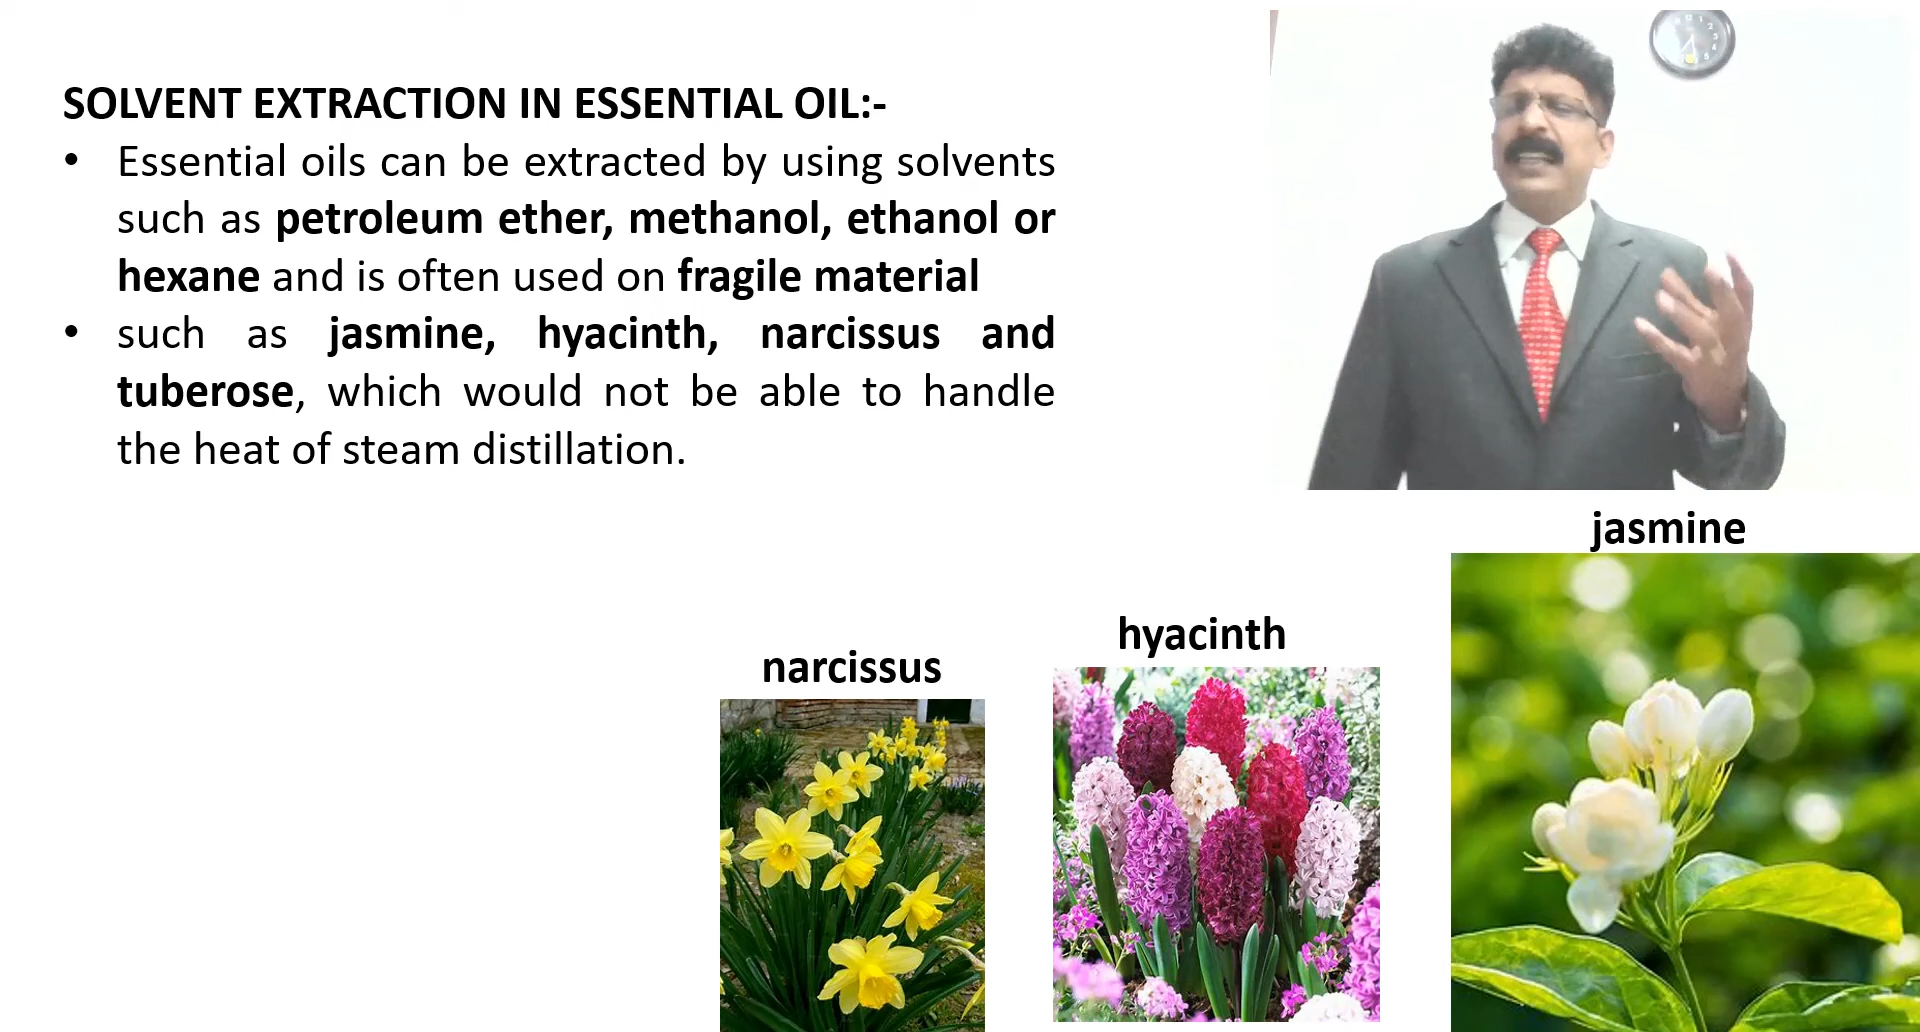 SOLVENT EXTRACTION IN ESSENTIAL OIL:-
• Essential oils can be extracted by using solvents
such as petroleum ether, methanol, ethanol or
hexane and is often used on fragile material
• such as jasmine, hyacinth, narcissus and
tuberose, which would not be able to handle
the heat of steam distillation.
jasmine
hyacinth
narcissus